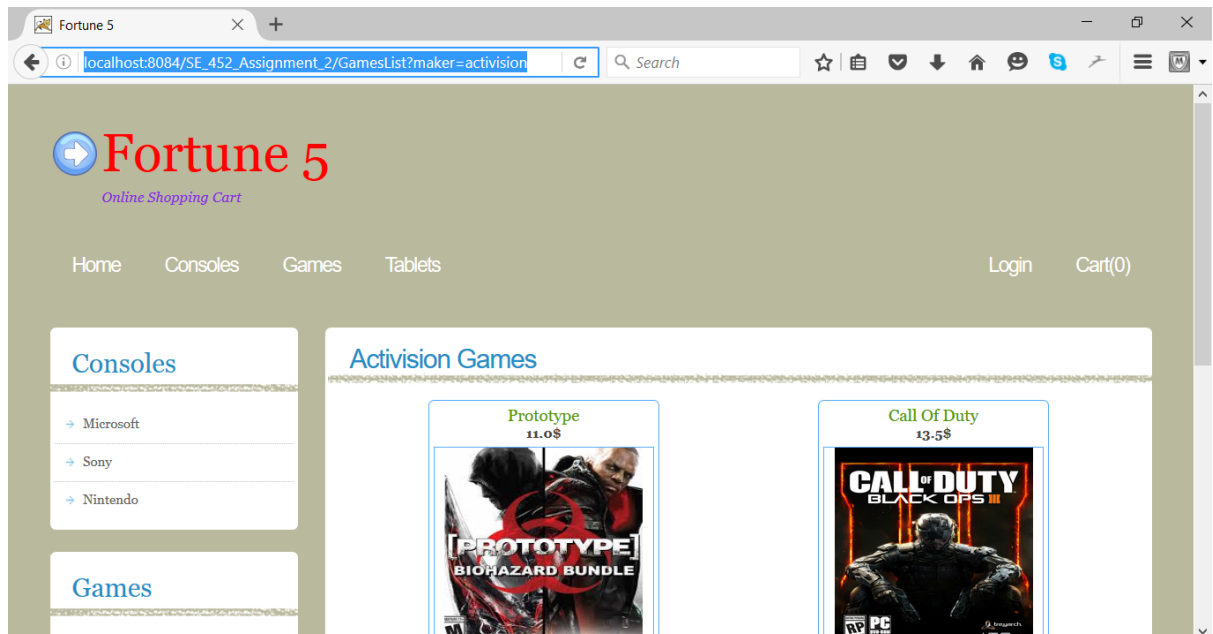 Fortune 5
localhost:8084/SE_452_Assignment_2/GamesList?maker=activision
Search
Fortune 5
Online Shopping Cart
Home Consoles Games Tablets Login Cart(0)
Consoles
Microsoft
Sony
Nintendo
Games
Activision Games
Prototype
11.0$
[PROTOTYPE]
BIOHAZARD BUNDLE
M
Call Of Duty
13.5$
CALL OF DUTY
BLACK OPS III
RP PC
treyarch